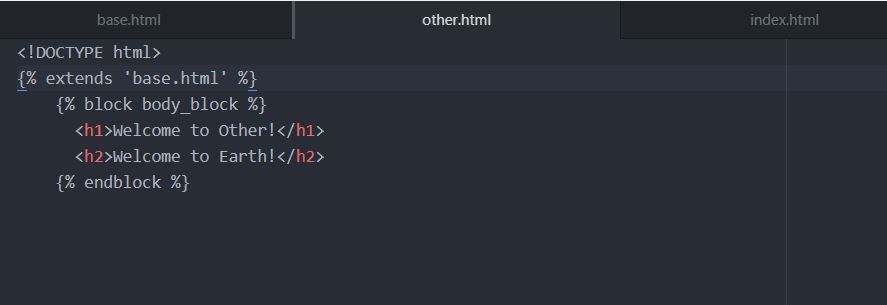 base.html other.html index.html
<!DOCTYPE html>
{% extends 'base.html' %}
{% block body_block %}
<h1>Welcome to Other!</h1>
<h2>Welcome to Earth!</h2>
{% endblock %}